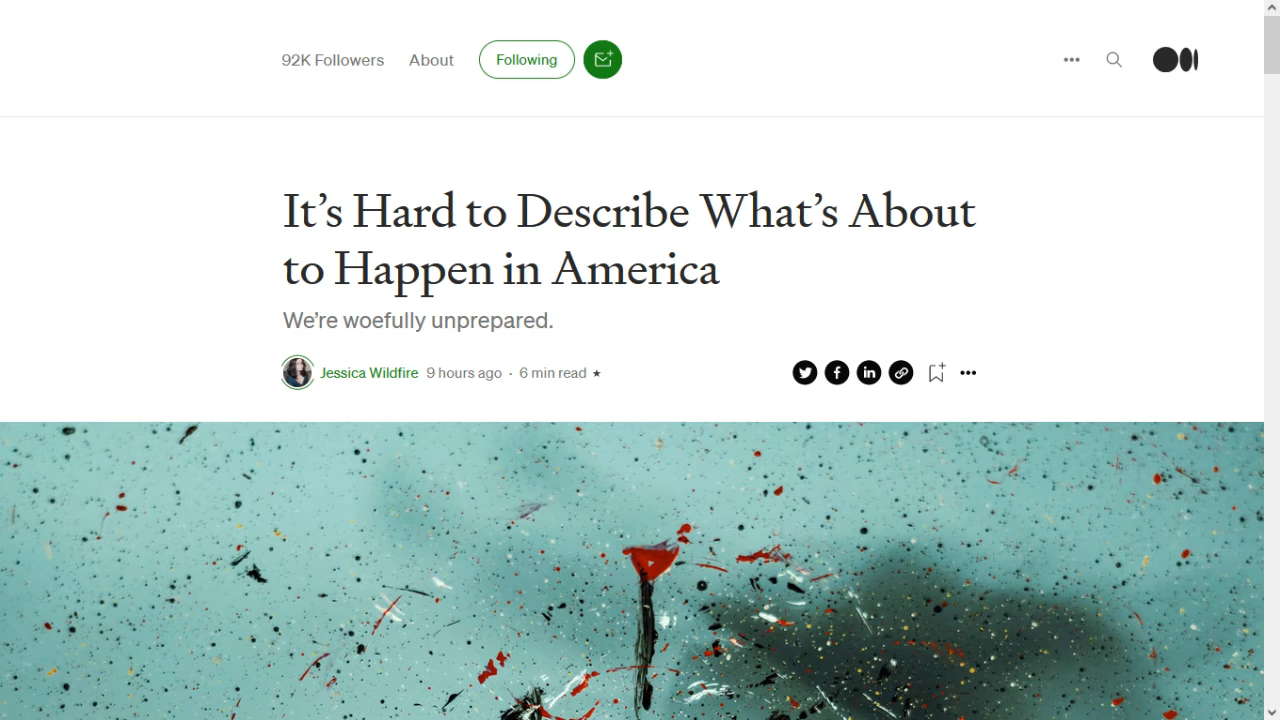 92K Followers About Following
It’s Hard to Describe What’s About
to Happen in America
We’re woefully unprepared.
Jessica Wildfire 9 hours ago · 6 min read ★